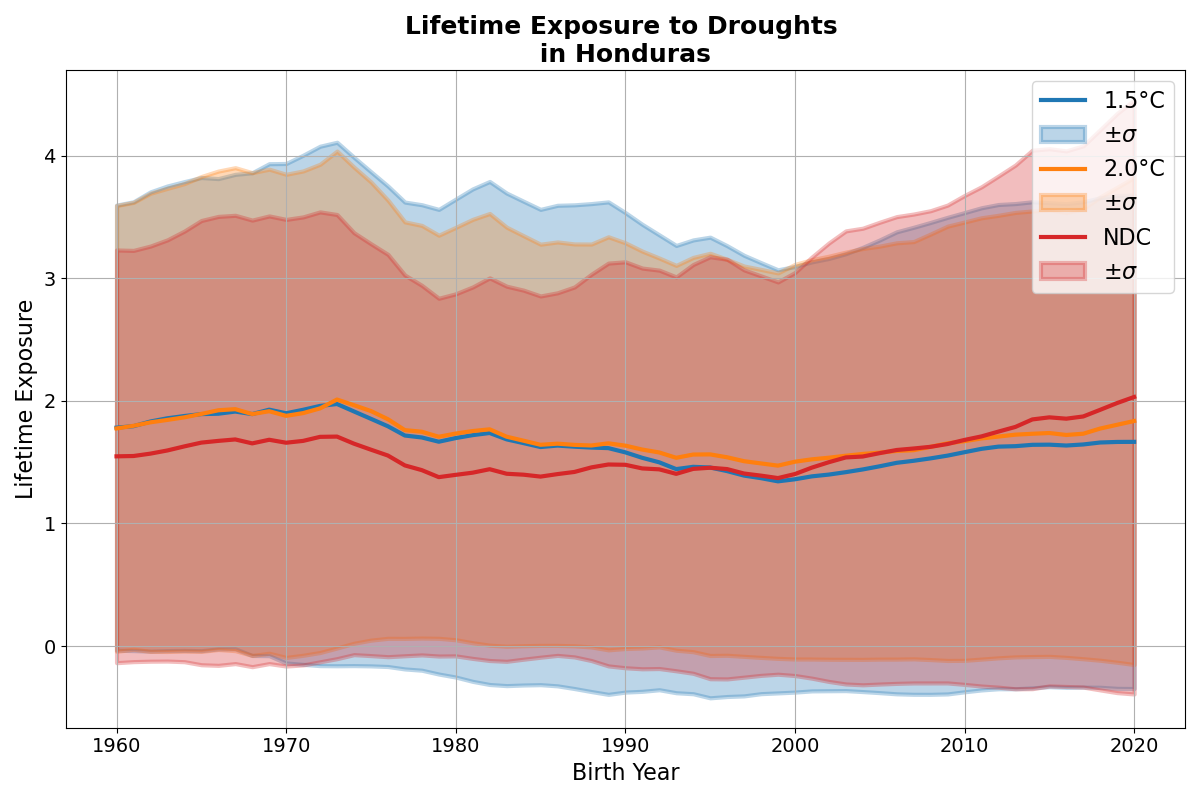 Lifetime Exposure to Droughts
in Honduras
1.5°C
±σ
2.0°C
±σ
NDC
±σ
Lifetime Exposure
4
3
2
1
0
1960 1970 1980 1990 2000 2010 2020
Birth Year